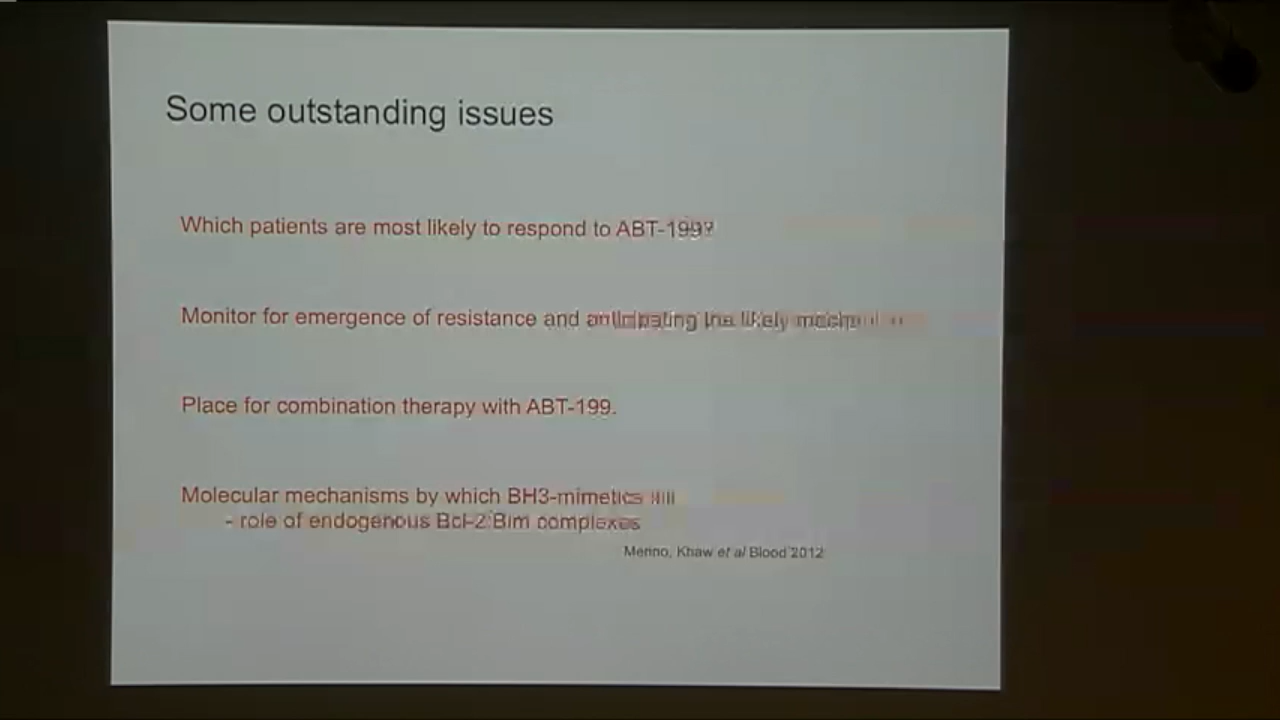 Some outstanding issues
Which patients are most likely to respond to ABT-199?
Monitor for emergence of resistance and anticipating the likely
Place for combination therapy with ABT-199.
Molecular mechanisms by which BH3-mimetics kill
- role of endogenous Bcl-2:Bim complexes
Merino, Khaw et al Blood 2012